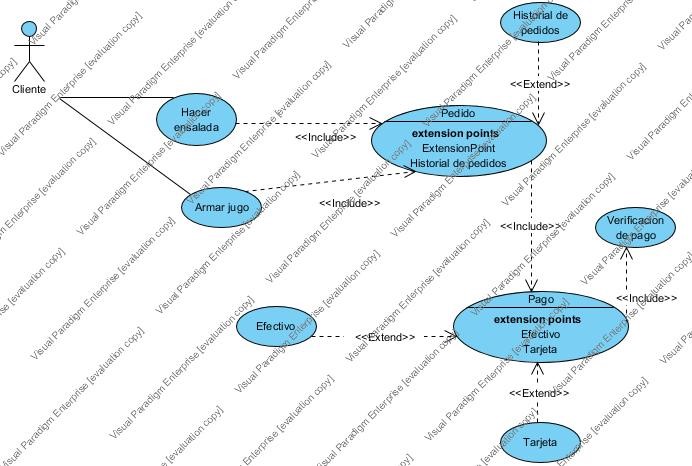 Historial de
pedidos
<<Extend>>
Cliente
Hacer
ensalada
<<Include>>
Pedido
extension points
ExtensionPoint
Historial de pedidos
Armar jugo
<<Include>>
<<Include>>
Verificacion
de pago
<<Include>>
Pago
extension points
Efectivo
Tarjeta
Efectivo
<<Extend>>
<<Extend>>
Tarjeta
Visual Paradigm Enterprise [evaluation copy]